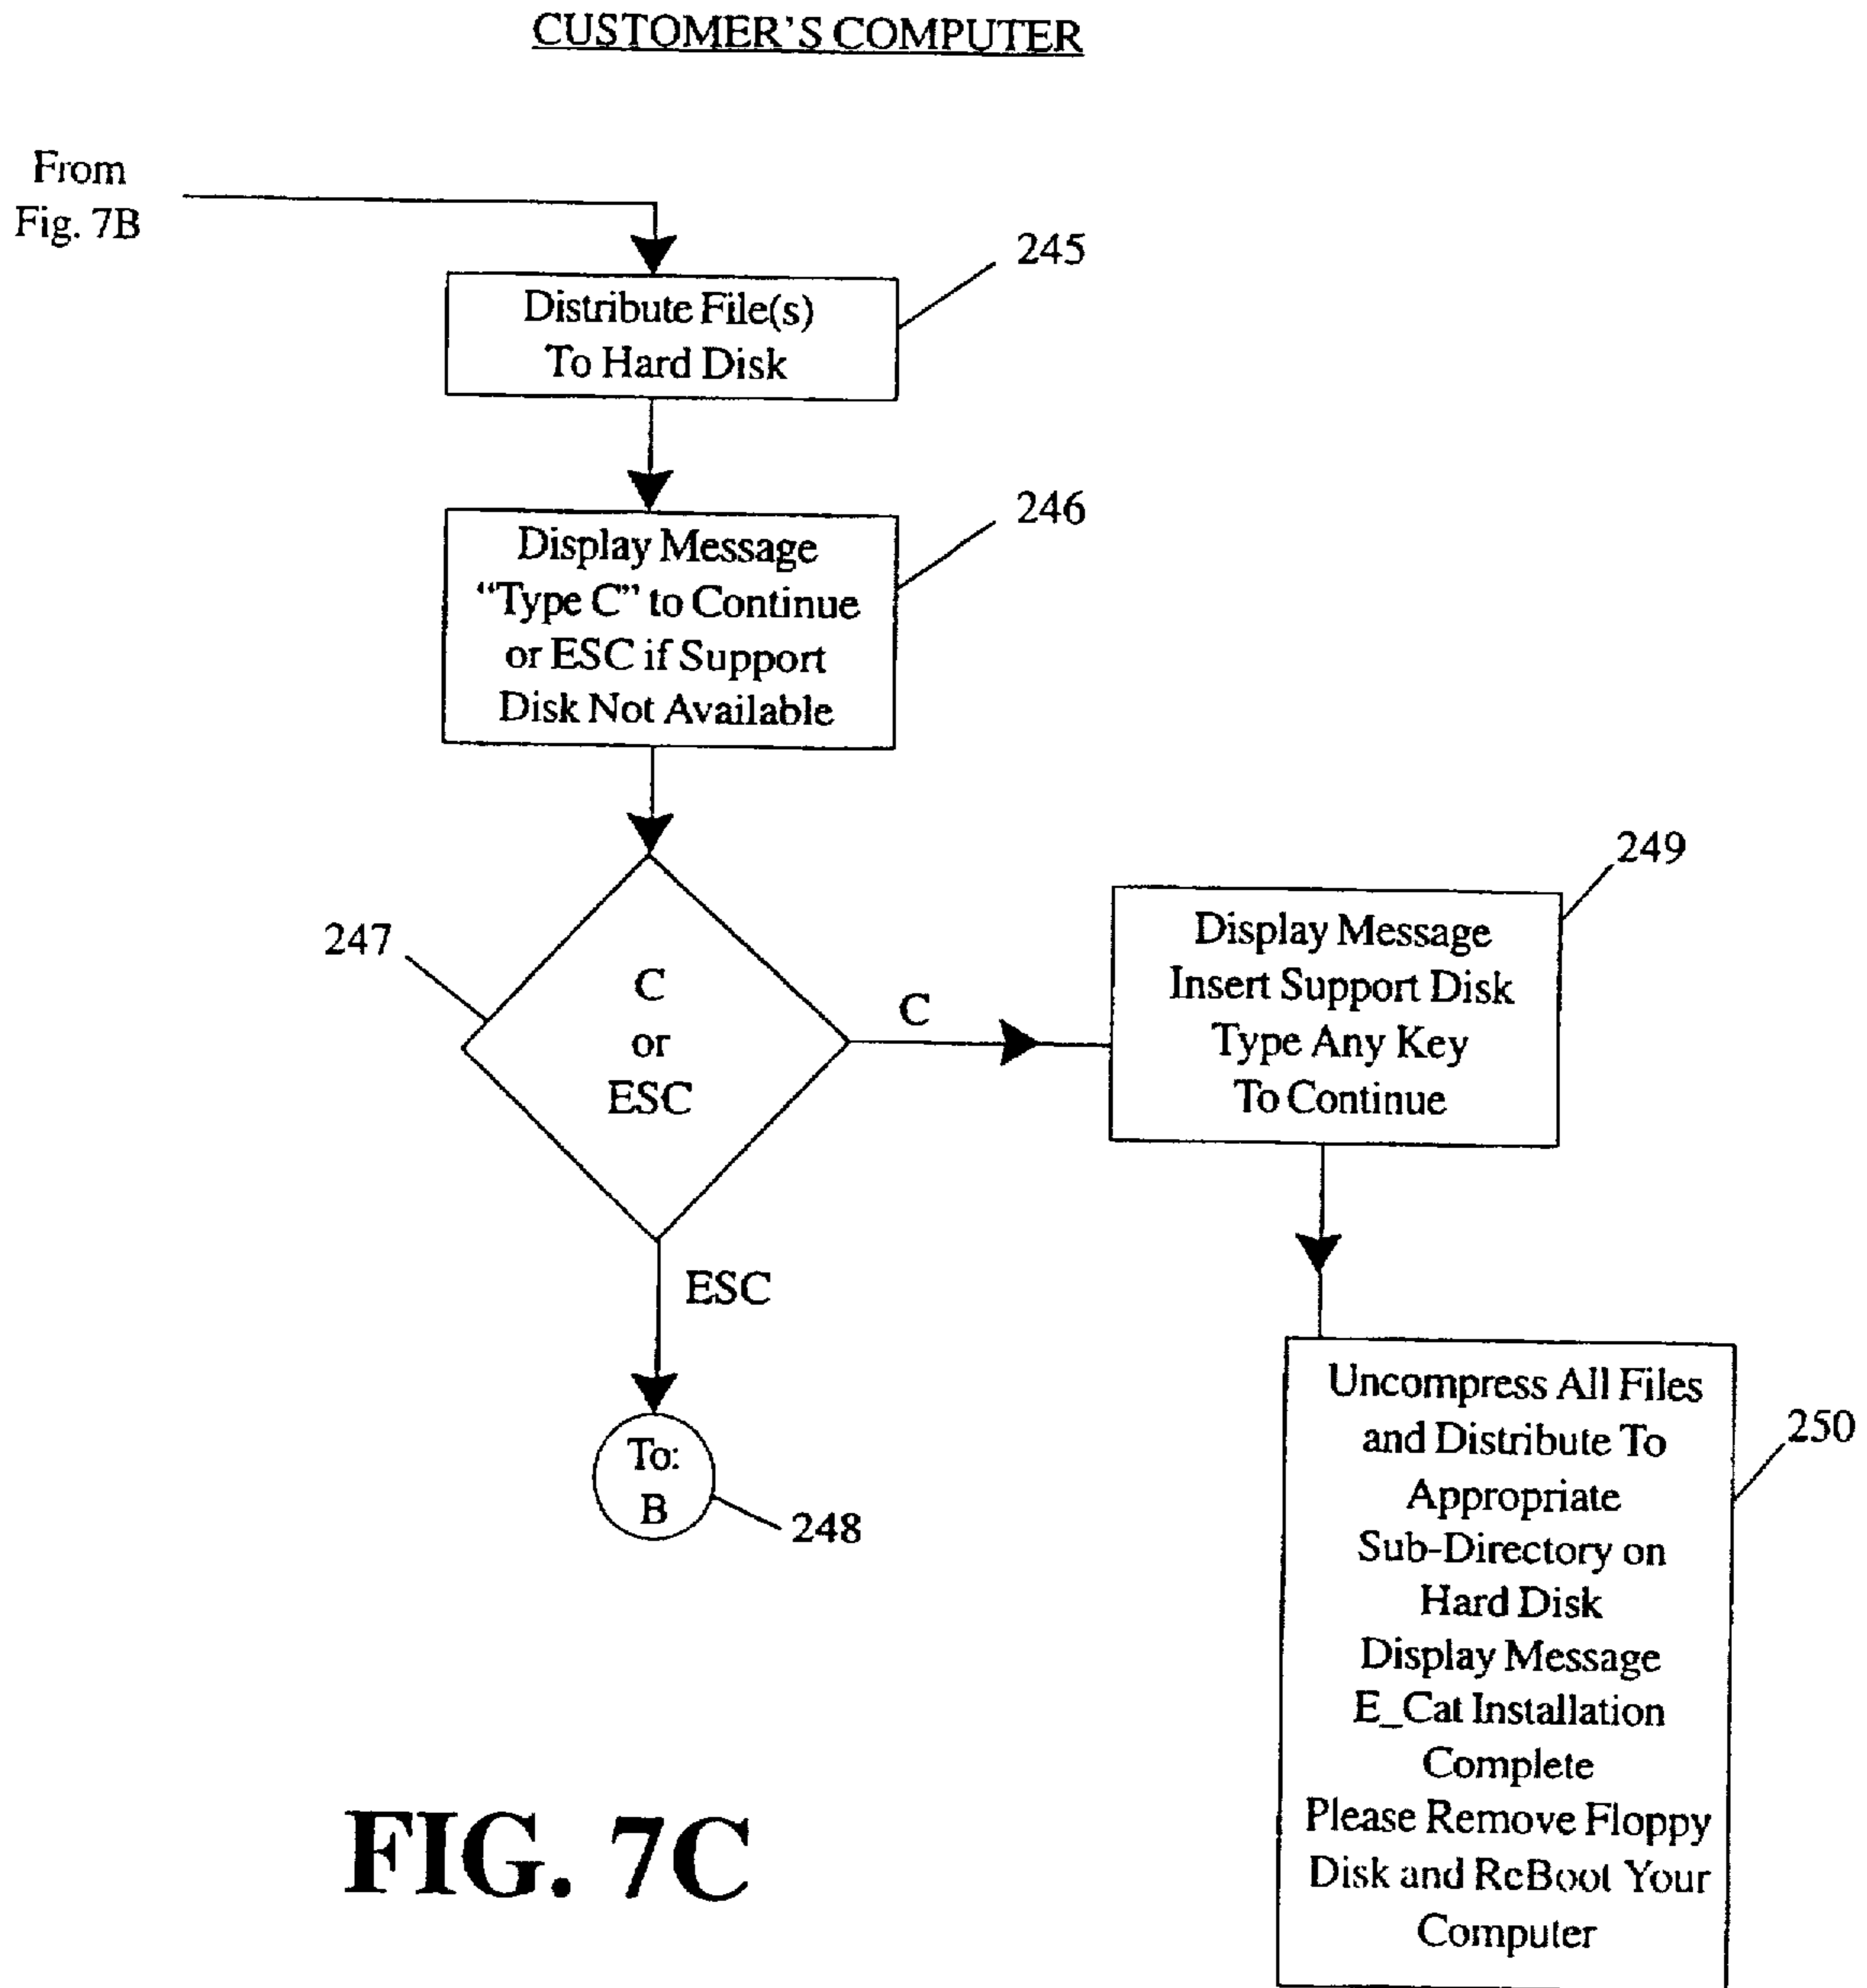 CUSTOMER'S COMPUTER
From
Fig. 7B
245
Distribute File(s)
To Hard Disk
246
Display Message
“Type C” to Continue
or ESC if Support
Disk Not Available
247
C
or
ESC
C
249
Display Message
Insert Support Disk
Type Any Key
To Continue
ESC
To:
B
248
250
Uncompress All Files
and Distribute To
Appropriate
Sub-Directory on
Hard Disk
Display Message
E_Cat Installation
Complete
Please Remove Floppy
Disk and ReBoot Your
Computer
FIG. 7C